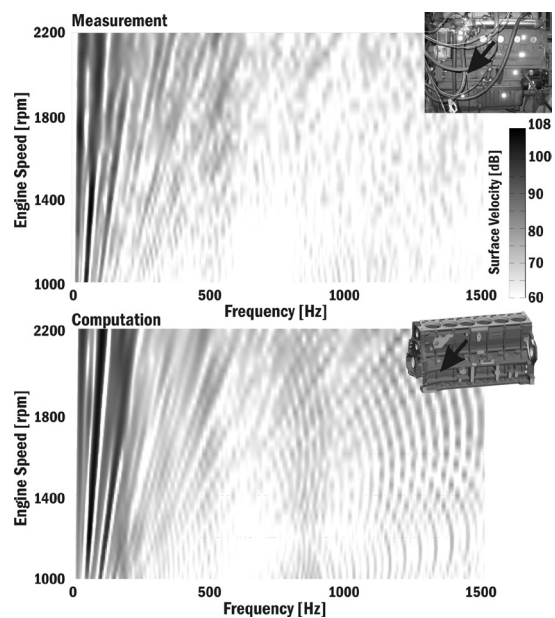 Measurement
2200
1800
1400
1000
Engine Speed [rpm]
0 500 1000 1500
Frequency [Hz]
108
100
90
80
70
60
Surface Velocity [dB]
Computation
2200
1800
1400
1000
Engine Speed [rpm]
0 500 1000 1500
Frequency [Hz]